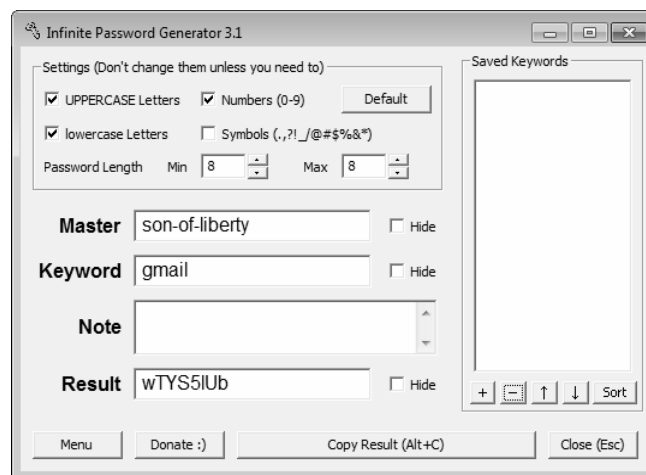 Infinite Password Generator 3.1
Settings (Don't change them unless you need to)
UPPERCASE Letters Numbers (0-9) Default
lowercase Letters Symbols (.,?!_/@#$%&*)
Password Length Min 8 Max 8
Master son-of-liberty Hide
Keyword gmail Hide
Note
Result wTYS5lUb Hide
Saved Keywords
+ - ↑ ↓ Sort
Menu Donate :) Copy Result (Alt+C) Close (Esc)